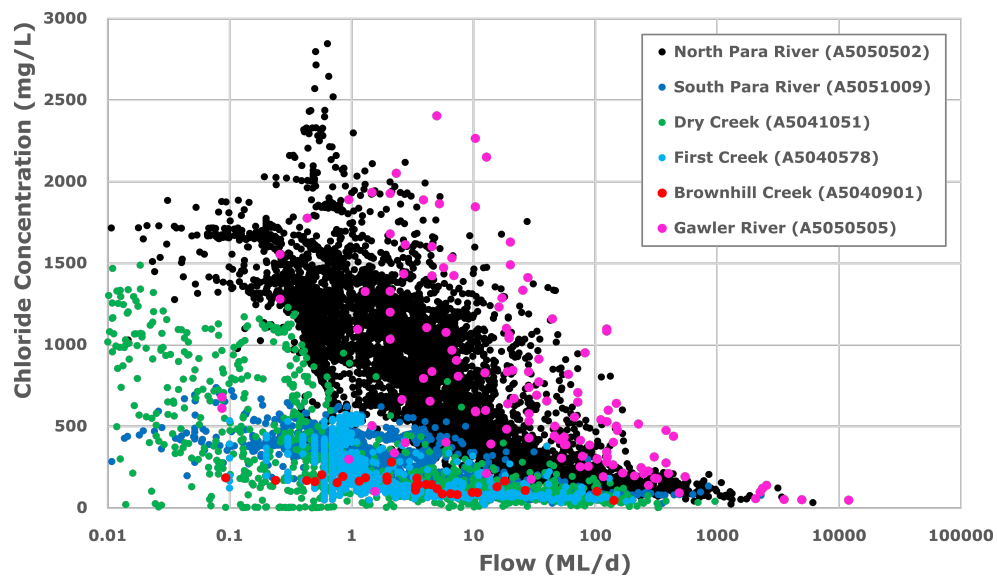 Chloride Concentration (mg/L)
3000
2500
2000
1500
1000
500
0
North Para River (A5050502)
South Para River (A5051009)
Dry Creek (A5041051)
First Creek (A5040578)
Brownhill Creek (A5040901)
Gawler River (A5050505)
0.01 0.1 1 10 100 1000 10000 100000
Flow (ML/d)